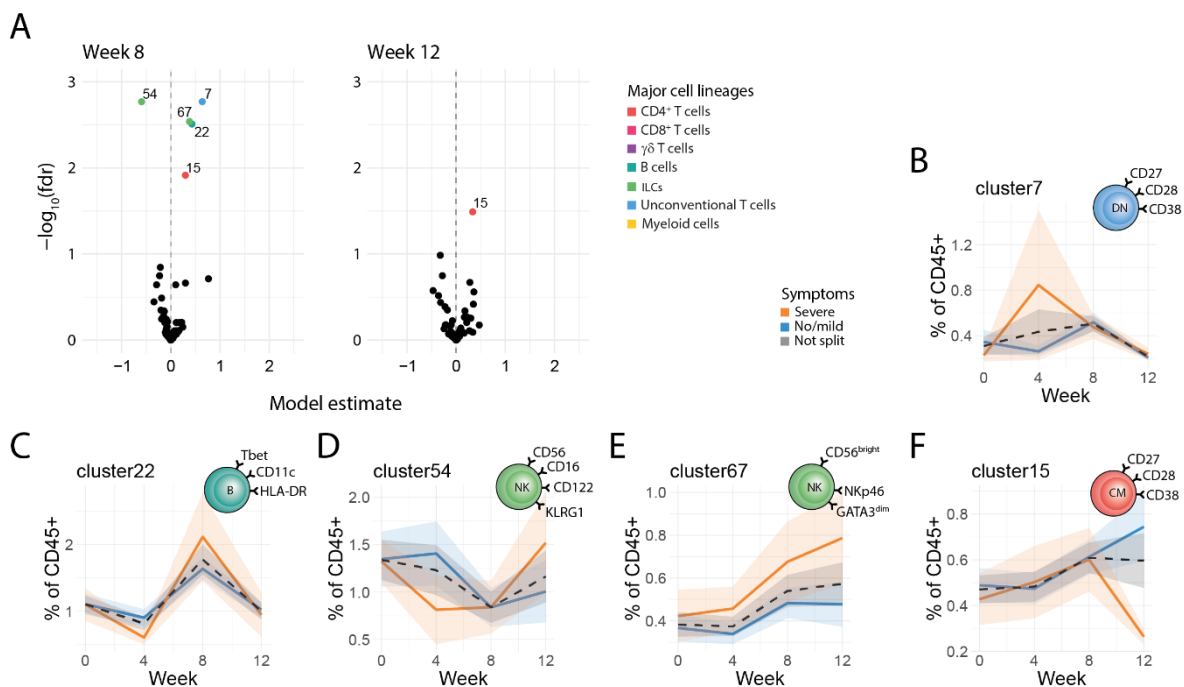 A
Week 8
Week 12
3
2
1
0
54
7
67
22
15
−1
0
1
2
3
2
1
0
15
−1
0
1
2
−log10(fdr)
Model estimate
Major cell lineages
CD4+ T cells
CD8+ T cells
γδ T cells
B cells
ILCs
Unconventional T cells
Myeloid cells
Symptoms
Severe
No/mild
Not split
B
cluster7
DN
CD27
CD28
CD38
% of CD45+
1.2
0.8
0.4
0
4
8
12
Week
C
cluster22
B
Tbet
CD11c
HLA-DR
% of CD45+
2
1
0
4
8
12
Week
D
cluster54
NK
CD56
CD16
CD122
KLRG1
% of CD45+
2.0
1.5
1.0
0.5
0
4
8
12
Week
E
cluster67
NK
CD56bright
NKp46
GATA3dim
% of CD45+
1.0
0.8
0.6
0.4
0
4
8
12
Week
F
cluster15
CM
CD27
CD28
CD38
% of CD45+
0.8
0.6
0.4
0.2
0
4
8
12
Week